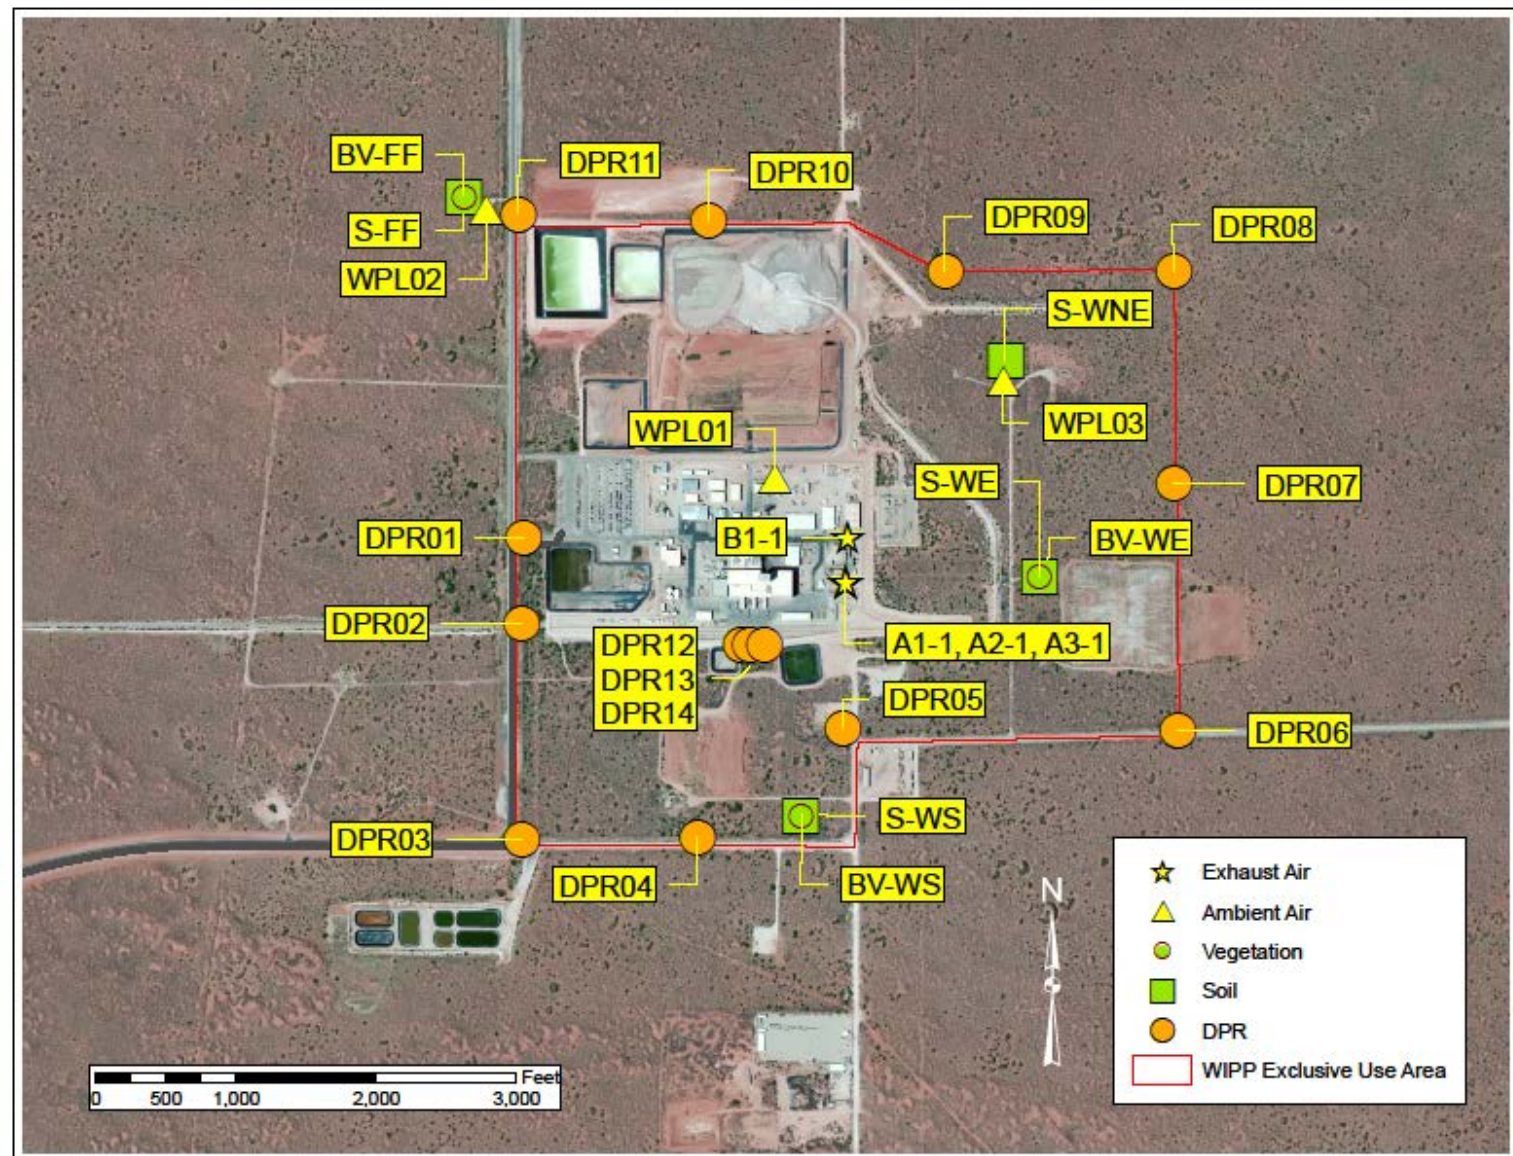 BV-FF
DPR11
DPR10
S-FF
DPR09
DPR08
WPL02
S-WNE
WPL01
WPL03
S-WE
DPR07
DPR01
B1-1
BV-WE
DPR02
DPR12
DPR13
DPR14
A1-1, A2-1, A3-1
DPR05
DPR06
DPR03
S-WS
DPR04
BV-WS
N
Exhaust Air
Ambient Air
Vegetation
Soil
DPR
WIPP Exclusive Use Area
Feet
0 500 1,000 2,000 3,000